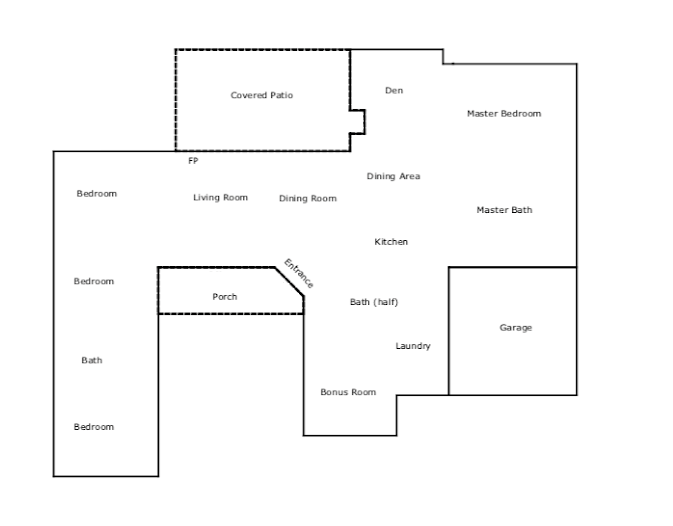 Den
Covered Patio
Master Bedroom
FP
Dining Area
Bedroom
Living Room
Dining Room
Master Bath
Kitchen
Entrance
Bedroom
Porch
Bath (half)
Garage
Laundry
Bath
Bonus Room
Bedroom